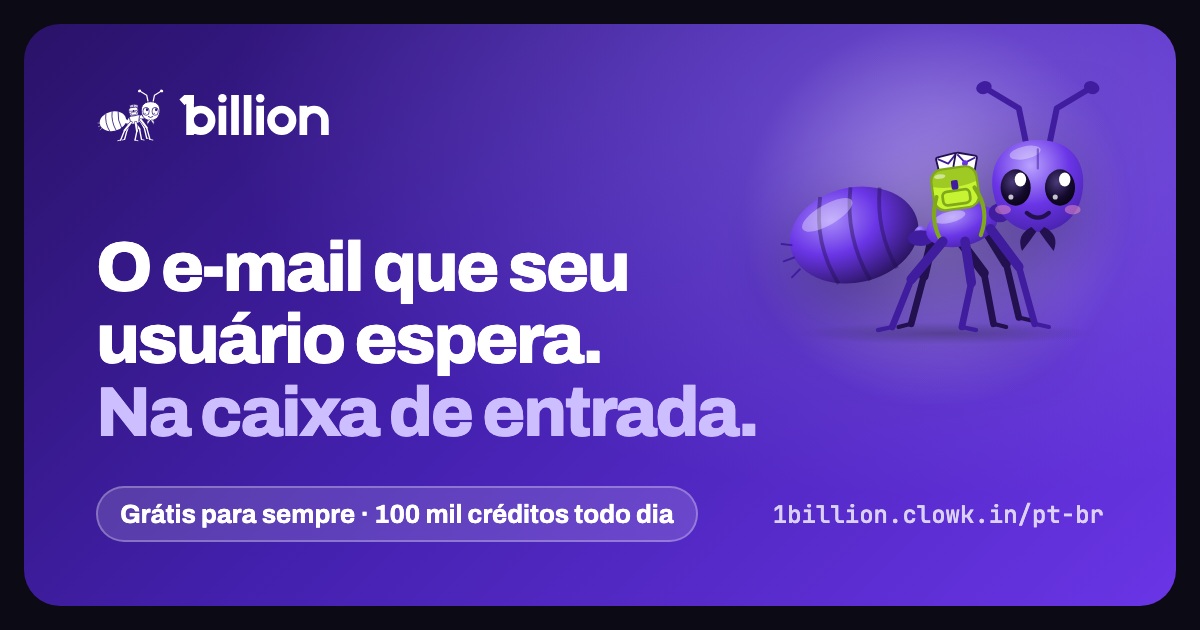 1billion
O e-mail que seu
usuário espera.
Na caixa de entrada.
Grátis para sempre · 100 mil créditos todo dia
1billion.clowk.in/pt-br